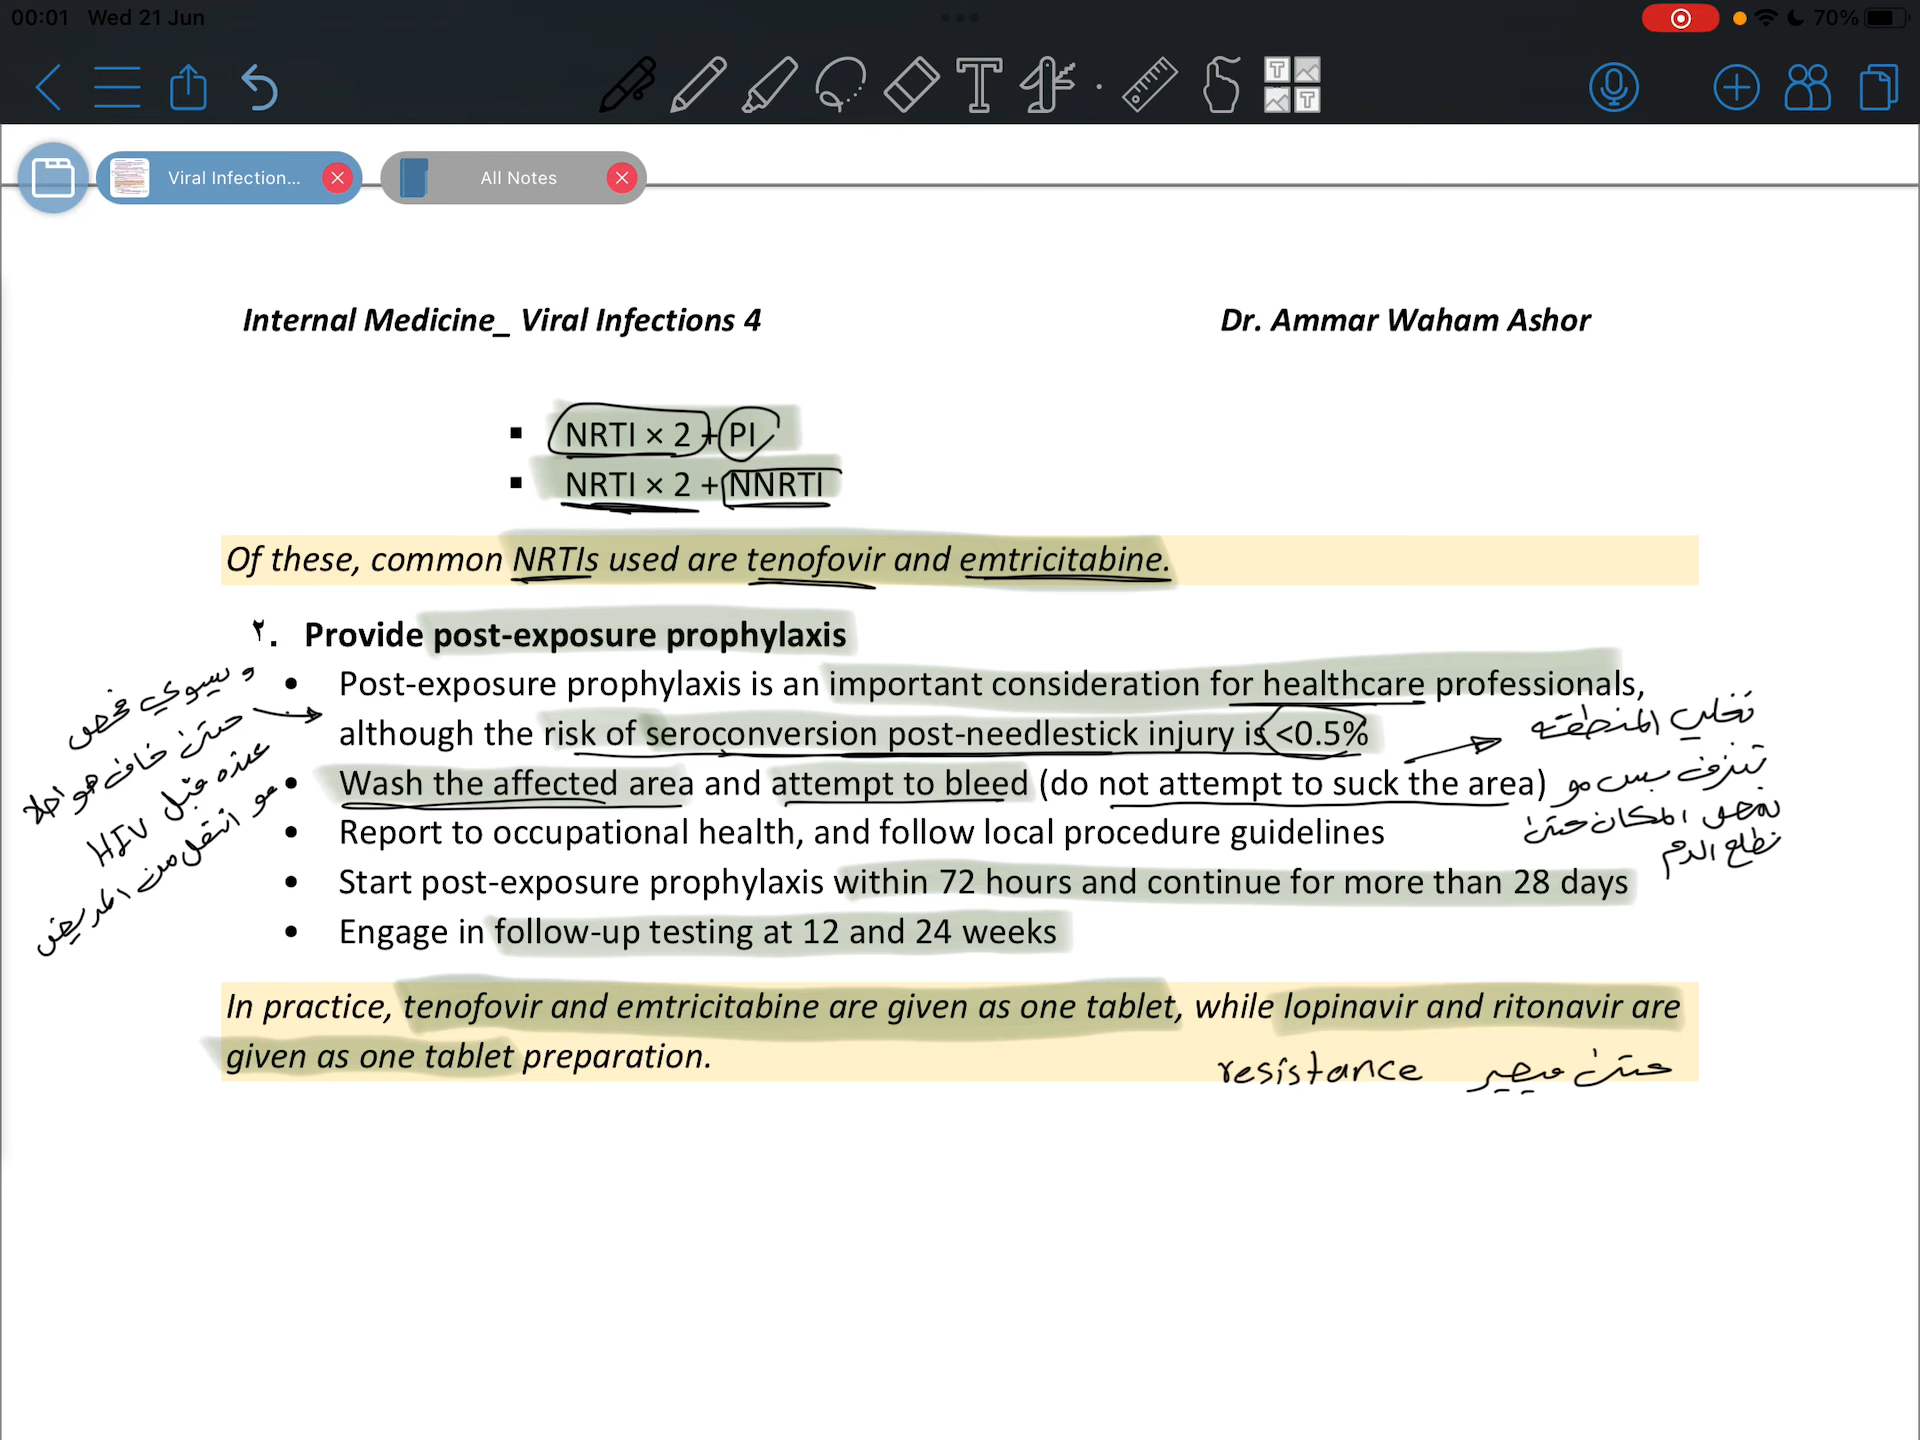 00:01 Wed 21 Jun
70%
Viral Infection...
All Notes
Internal Medicine_ Viral Infections 4
Dr. Ammar Waham Ashor
▪ NRTI × 2 + PI
▪ NRTI × 2 + NNRTI
Of these, common NRTIs used are tenofovir and emtricitabine.
٢. Provide post-exposure prophylaxis
• Post-exposure prophylaxis is an important consideration for healthcare professionals,
although the risk of seroconversion post-needlestick injury is <0.5%
• Wash the affected area and attempt to bleed (do not attempt to suck the area)
• Report to occupational health, and follow local procedure guidelines
• Start post-exposure prophylaxis within 72 hours and continue for more than 28 days
• Engage in follow-up testing at 12 and 24 weeks
In practice, tenofovir and emtricitabine are given as one tablet, while lopinavir and ritonavir are
given as one tablet preparation.
ويسوي فحص
حتى خاف هو اصلا
عنده قبل HIV
مو انتقل من المريض
تخلي المنطقة
تنزف بس مو
نمص المكان حتى
نطلع الدم
حتى ميصير resistance